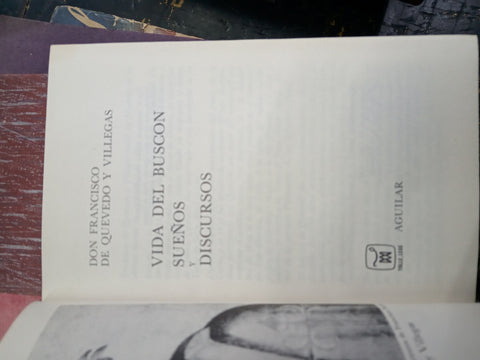 DON FRANCISCO
DE QUEVEDO Y VILLEGAS
VIDA DEL BUSCON
SUEÑOS
Y
DISCURSOS
AGUILAR